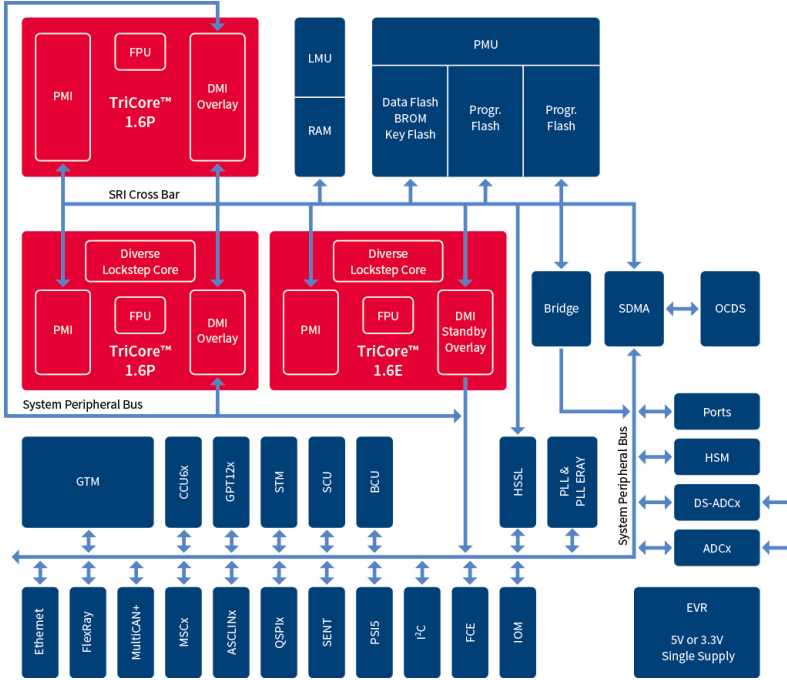 PMI
FPU
TriCore™
1.6P
DMI
Overlay
LMU
RAM
PMU
Data Flash
BROM
Key Flash
Progr.
Flash
Progr.
Flash
SRI Cross Bar
Diverse
Lockstep Core
PMI
FPU
TriCore™
1.6P
DMI
Overlay
Diverse
Lockstep Core
PMI
FPU
TriCore™
1.6E
DMI
Standby
Overlay
Bridge
SDMA
OCDS
System Peripheral Bus
System Peripheral Bus
Ports
HSM
DS-ADCx
ADCx
GTM
CCU6x
GPT12x
STM
SCU
BCU
HSSL
PLL &
PLL ERAY
Ethernet
FlexRay
MultiCAN+
MSCx
ASCLINx
QSPIx
SENT
PSI5
I²C
FCE
IOM
EVR
5V or 3.3V
Single Supply